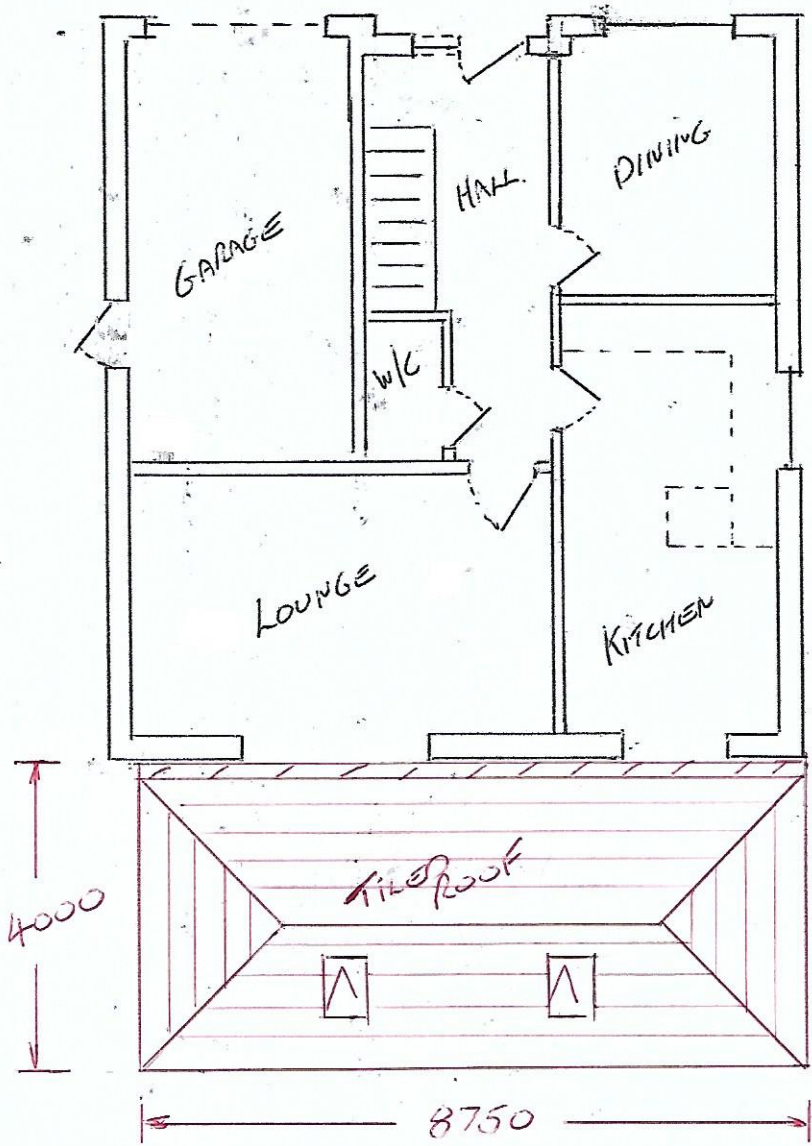 DINING
HALL.
GARAGE
W/C
LOUNGE
KITCHEN
TILED ROOF
4000
8750